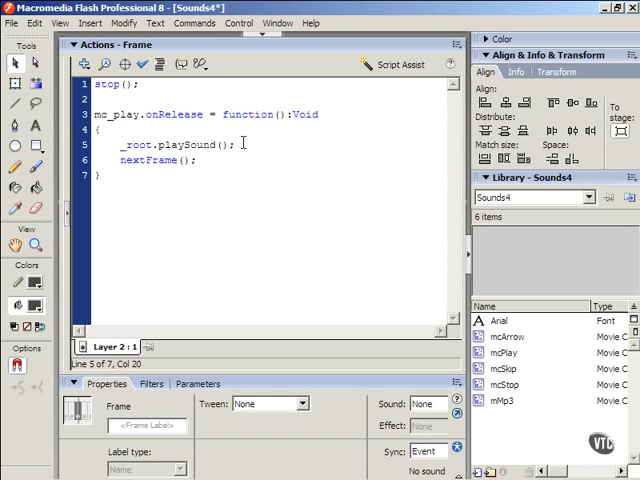 Macromedia Flash Professional 8 - [Sounds4*]
File Edit View Insert Modify Text Commands Control Window Help
Tools
View
Colors
Options
Actions - Frame
Script Assist
1 stop();
2
3 mc_play.onRelease = function():Void
4 {
5 _root.playSound();
6 nextFrame();
7 }
Layer 2 : 1
Line 5 of 7, Col 20
Properties Filters Parameters
Frame
<Frame Label>
Label type:
Name
Tween: None
Sound: None
Effect: None
Sync: Event
No sound
Color
Align & Info & Transform
Align Info Transform
Align:
Distribute:
Match size:
Space:
To stage:
Library - Sounds4
Sounds4
6 items
Name Type
Arial Font
mcArrow Movie C
mcPlay Movie C
mcSkip Movie C
mcStop Movie C
mMp3 Movie C
VTC